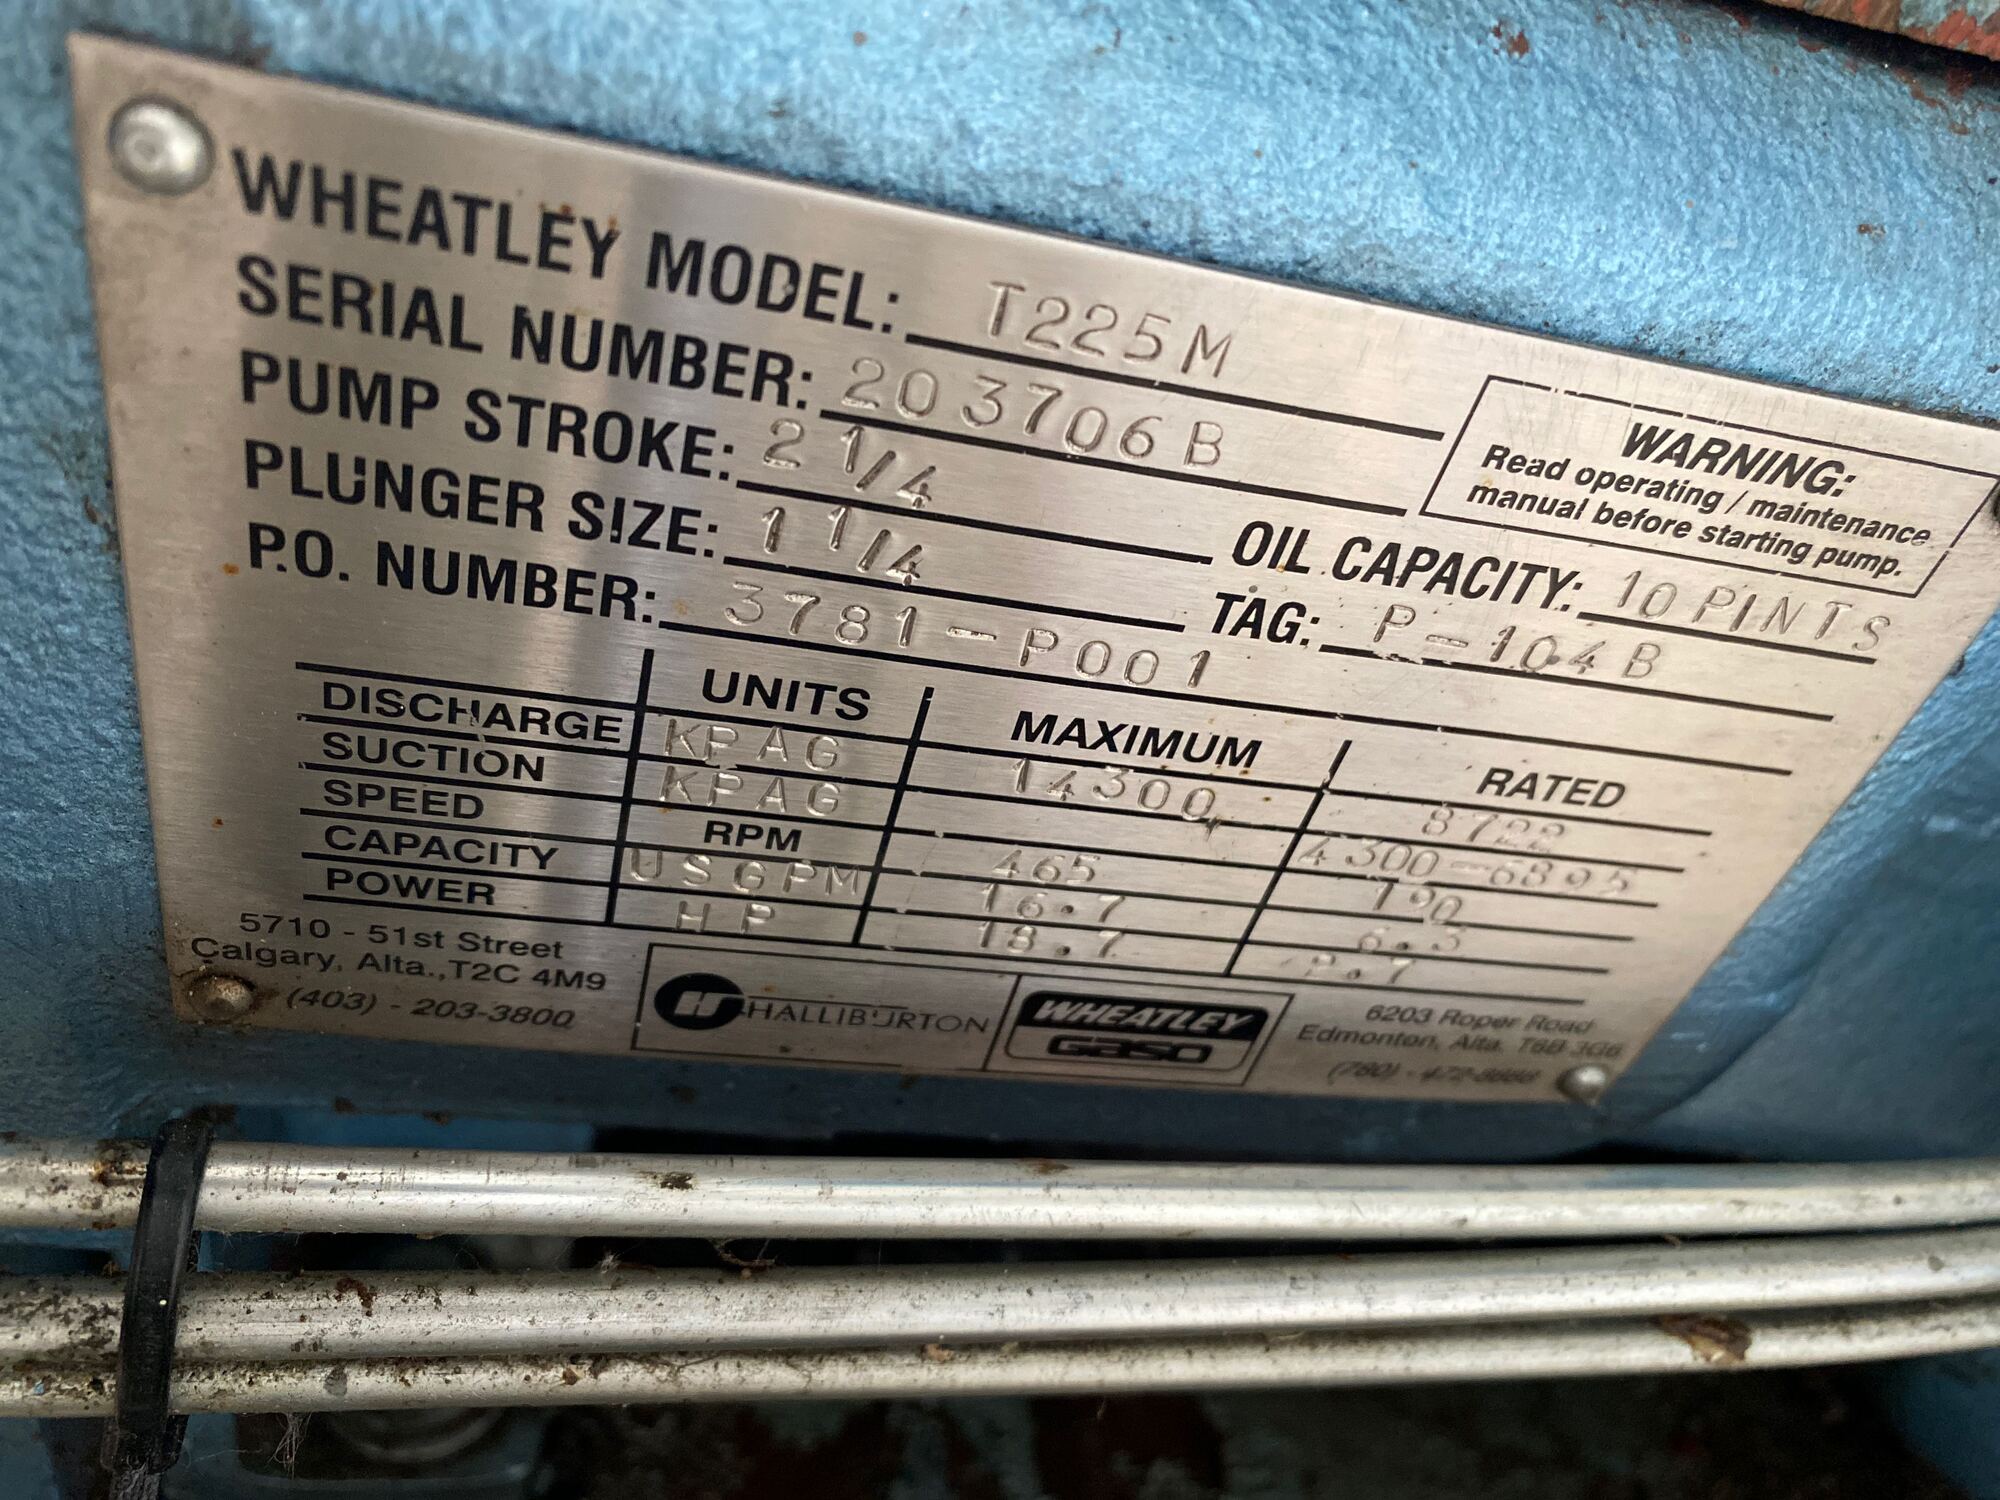 WHEATLEY MODEL: T225M
SERIAL NUMBER: 203706B
PUMP STROKE: 2 1/4
PLUNGER SIZE: 1 1/4
P.O. NUMBER: 3781-P001
WARNING:
Read operating / maintenance
manual before starting pump.
OIL CAPACITY: 10 PINTS
TAG: P-104B
UNITS MAXIMUM RATED
DISCHARGE KPAG 14300 8722
SUCTION KPAG 4300-6895
SPEED RPM 465 190
CAPACITY USGPM 16.7 6.3
POWER HP 18.7
5710 - 51st Street
Calgary, Alta., T2C 4M9
(403) - 203-3800
HALLIBURTON
WHEATLEY
GASO
6203 Roper Road
Edmonton, Alta. T6B 3G6